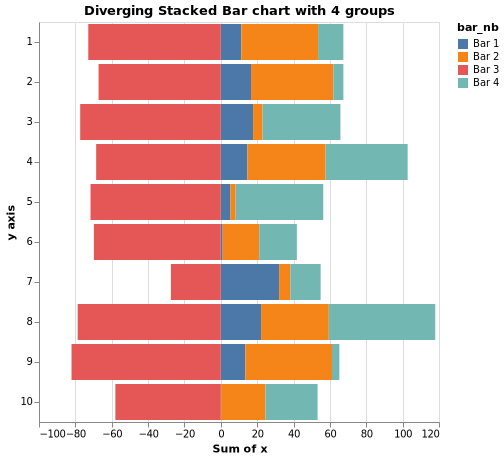 Diverging Stacked Bar chart with 4 groups
bar_nb
Bar 1
Bar 2
Bar 3
Bar 4
y axis
1
2
3
4
5
6
7
8
9
10
−100 −80 −60 −40 −20 0 20 40 60 80 100 120
Sum of x